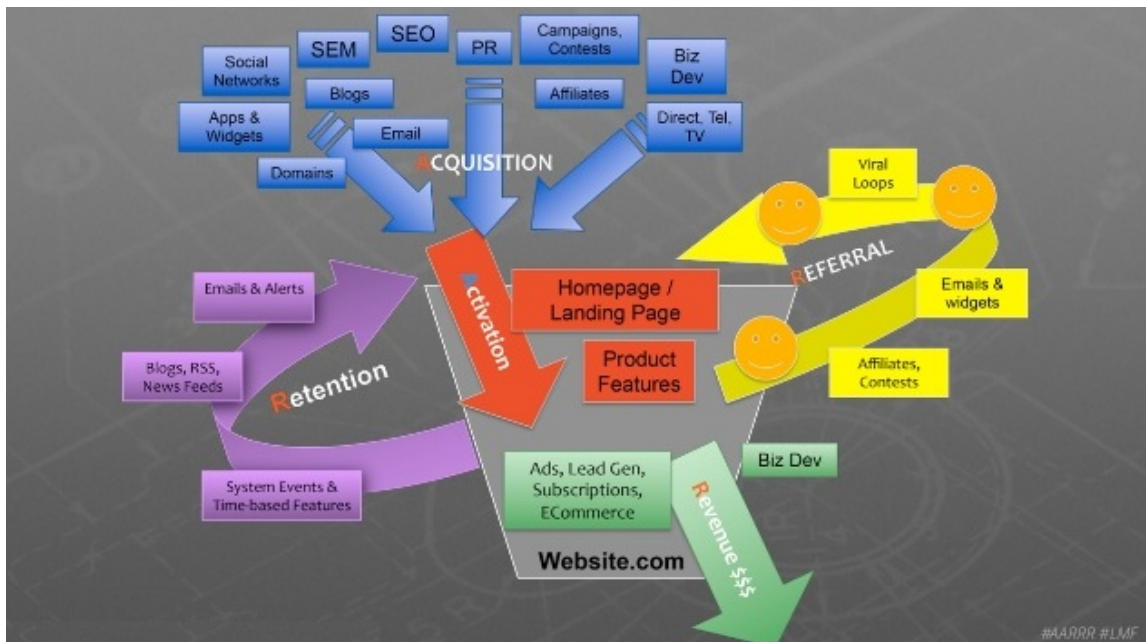 SEO
Campaigns,
Contests
SEM
PR
Biz
Dev
Social
Networks
Blogs
Affiliates
Apps &
Widgets
Email
Direct, Tel,
TV
Domains
ACQUISITION
Viral
Loops
REFERRAL
Emails &
widgets
Affiliates,
Contests
Activation
Homepage /
Landing Page
Product
Features
Emails & Alerts
Blogs, RSS,
News Feeds
Retention
System Events &
Time-based Features
Ads, Lead Gen,
Subscriptions,
ECommerce
Biz Dev
Revenue $$$
Website.com
#AARRR #LMF